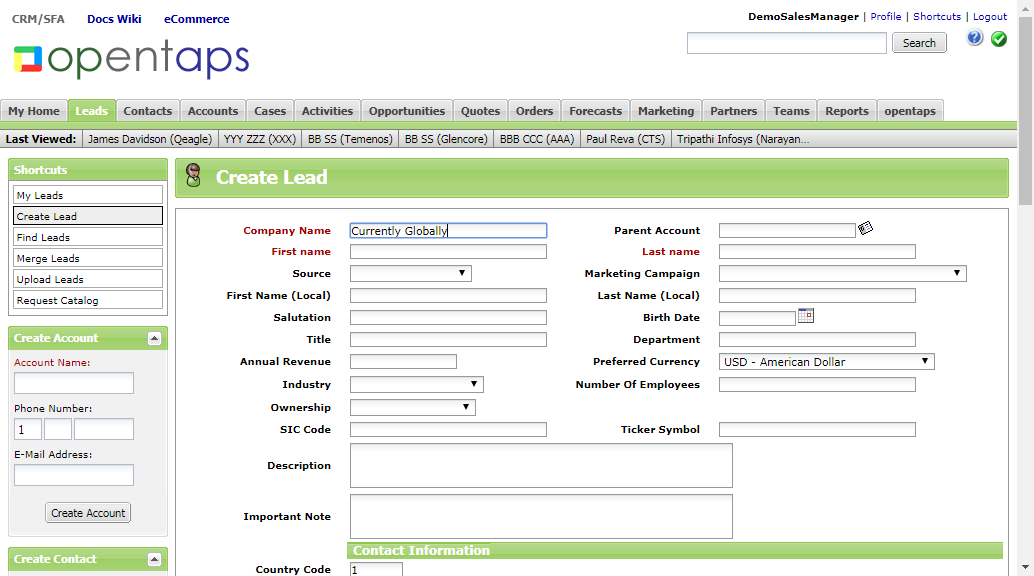 CRM/SFA Docs Wiki eCommerce
DemoSalesManager | Profile | Shortcuts | Logout
opentaps
Search
?
My Home Leads Contacts Accounts Cases Activities Opportunities Quotes Orders Forecasts Marketing Partners Teams Reports opentaps
Last Viewed: James Davidson (Qeagle) YYY ZZZ (XXX) BB SS (Temenos) BB SS (Glencore) BBB CCC (AAA) Paul Reva (CTS) Tripathi Infosys (Narayan...
Shortcuts
My Leads
Create Lead
Find Leads
Merge Leads
Upload Leads
Request Catalog
Create Account
Account Name:
Phone Number:
1
E-Mail Address:
Create Account
Create Contact
Create Lead
Company Name Currently Globally Parent Account
First name Last name
Source Marketing Campaign
First Name (Local) Last Name (Local)
Salutation Birth Date
Title Department
Annual Revenue Preferred Currency USD - American Dollar
Industry Number Of Employees
Ownership
SIC Code Ticker Symbol
Description
Important Note
Contact Information
Country Code 1